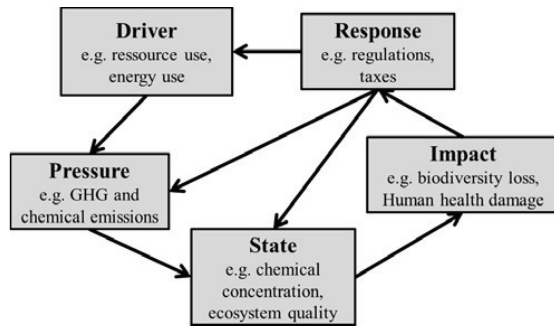 Driver
e.g. ressource use,
energy use
Response
e.g. regulations,
taxes
Pressure
e.g. GHG and
chemical emissions
Impact
e.g. biodiversity loss,
Human health damage
State
e.g. chemical
concentration,
ecosystem quality